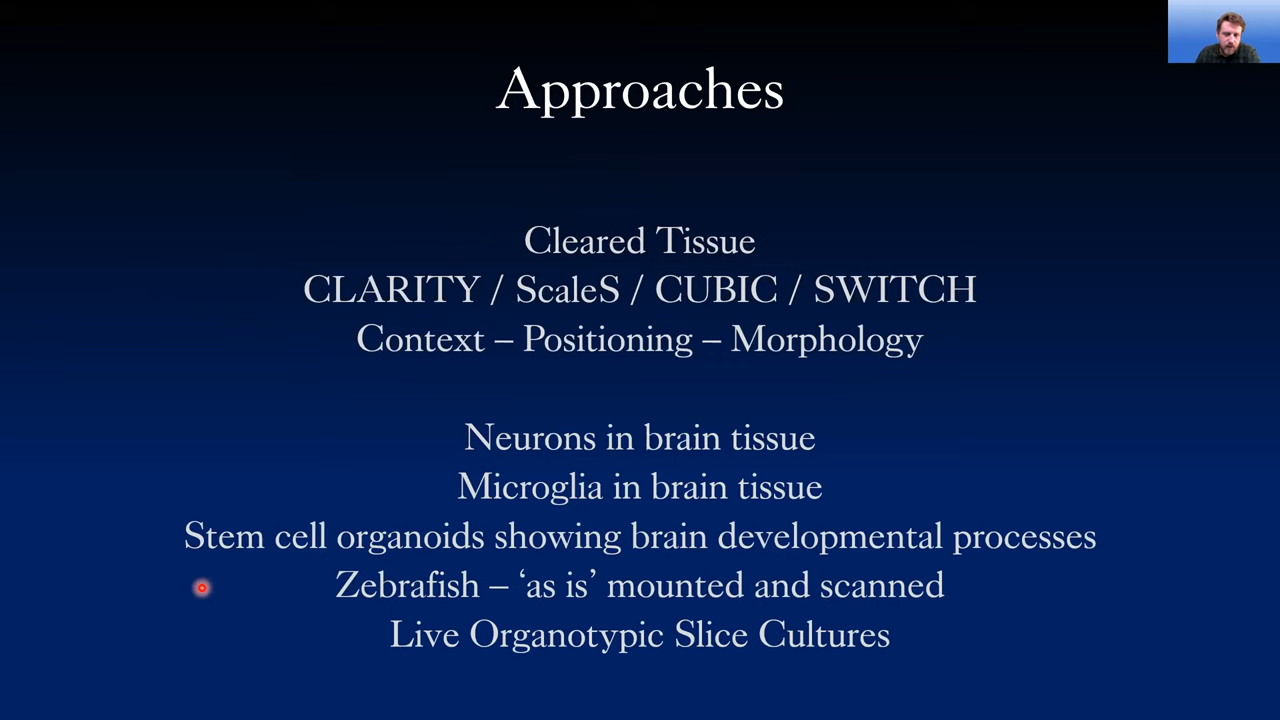 Approaches
Cleared Tissue
CLARITY / ScaleS / CUBIC / SWITCH
Context – Positioning – Morphology
Neurons in brain tissue
Microglia in brain tissue
Stem cell organoids showing brain developmental processes
Zebrafish – ‘as is’ mounted and scanned
Live Organotypic Slice Cultures